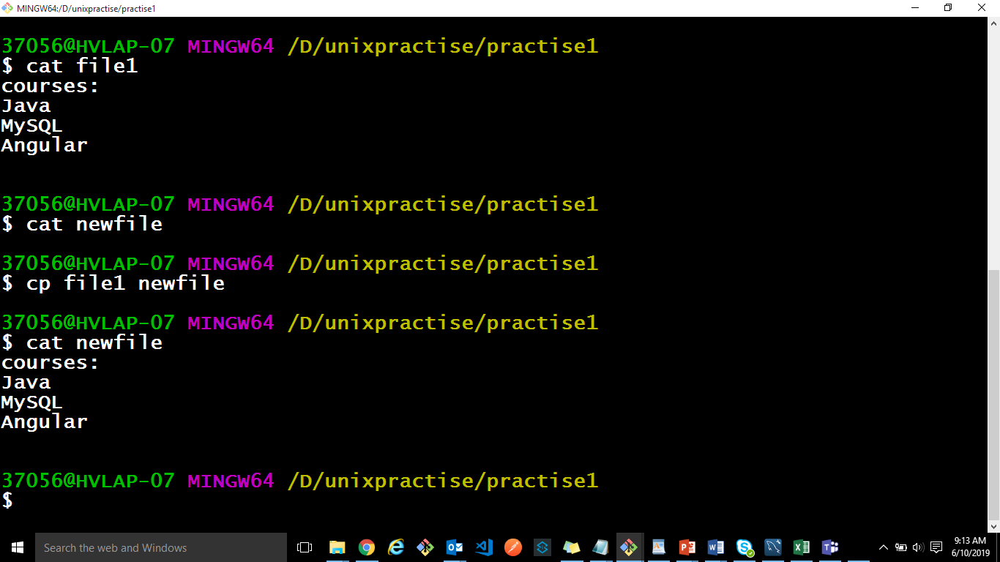 MINGW64:/D/unixpractise/practise1
37056@HVLAP-07 MINGW64 /D/unixpractise/practise1
$ cat file1
courses:
Java
MySQL
Angular
37056@HVLAP-07 MINGW64 /D/unixpractise/practise1
$ cat newfile
37056@HVLAP-07 MINGW64 /D/unixpractise/practise1
$ cp file1 newfile
37056@HVLAP-07 MINGW64 /D/unixpractise/practise1
$ cat newfile
courses:
Java
MySQL
Angular
37056@HVLAP-07 MINGW64 /D/unixpractise/practise1
$
Search the web and Windows
9:13 AM
6/10/2019